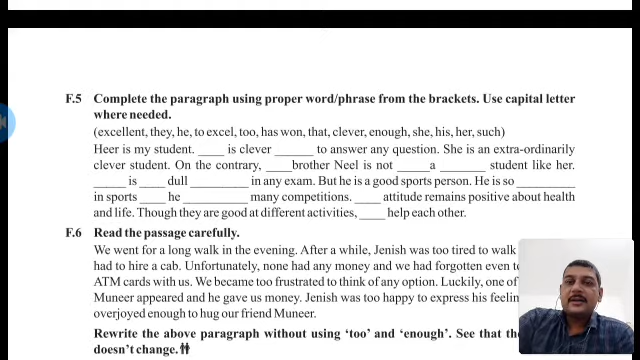 F.5 Complete the paragraph using proper word/phrase from the brackets. Use capital letter
where needed.
(excellent, they, he, to excel, too, has won, that, clever, enough, she, his, her, such)
Heer is my student. ____ is clever ______ to answer any question. She is an extra-ordinarily
clever student. On the contrary, ____brother Neel is not _____a _______ student like her.
_____ is ____ dull _________ in any exam. But he is a good sports person. He is so _________
in sports ____ he _________ many competitions. ____ attitude remains positive about health
and life. Though they are good at different activities, ____ help each other.
F.6 Read the passage carefully.
We went for a long walk in the evening. After a while, Jenish was too tired to walk
had to hire a cab. Unfortunately, none had any money and we had forgotten even
ATM cards with us. We became too frustrated to think of any option. Luckily, one of
Muneer appeared and he gave us money. Jenish was too happy to express his
overjoyed enough to hug our friend Muneer.
Rewrite the above paragraph without using ‘too’ and ‘enough’. See that
doesn’t change.